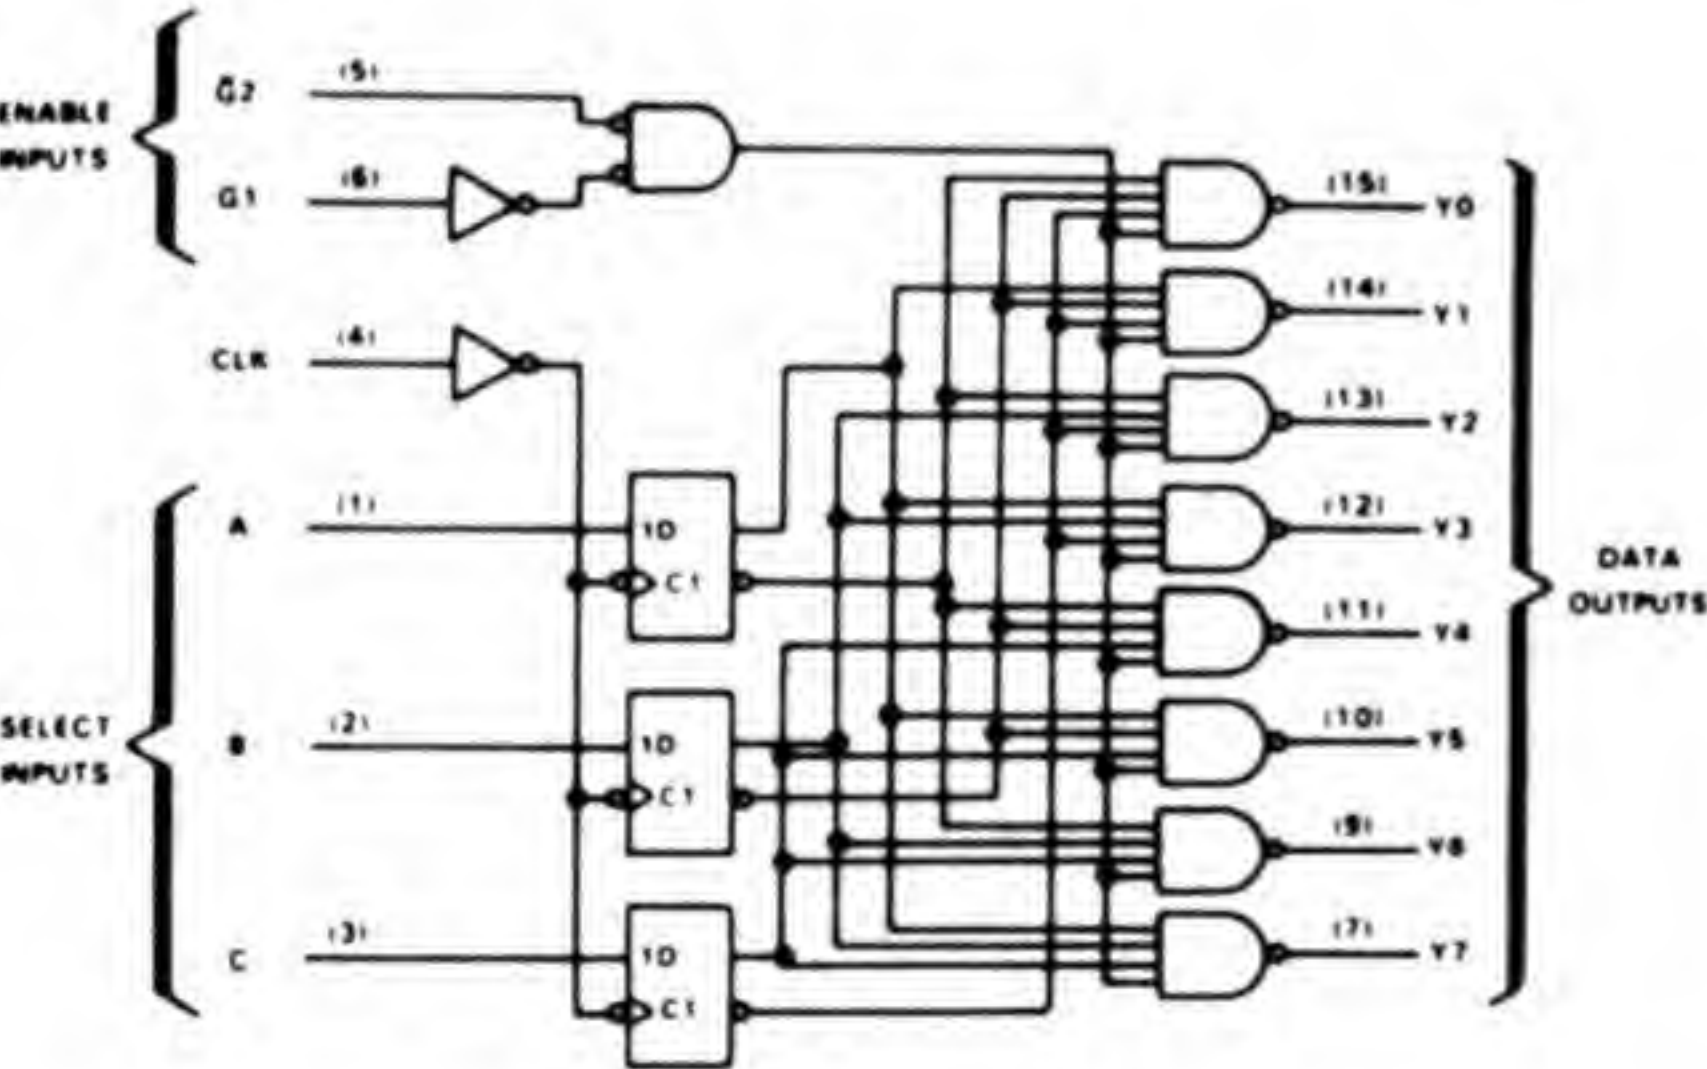 ENABLE
INPUTS
G̅2
(5)
G1
(6)
CLK
(4)
SELECT
INPUTS
A
(1)
B
(2)
C
(3)
1D
C1
1D
C1
1D
C1
(15)
Y0
(14)
Y1
(13)
Y2
(12)
Y3
(11)
Y4
(10)
Y5
(9)
Y6
(7)
Y7
DATA
OUTPUTS